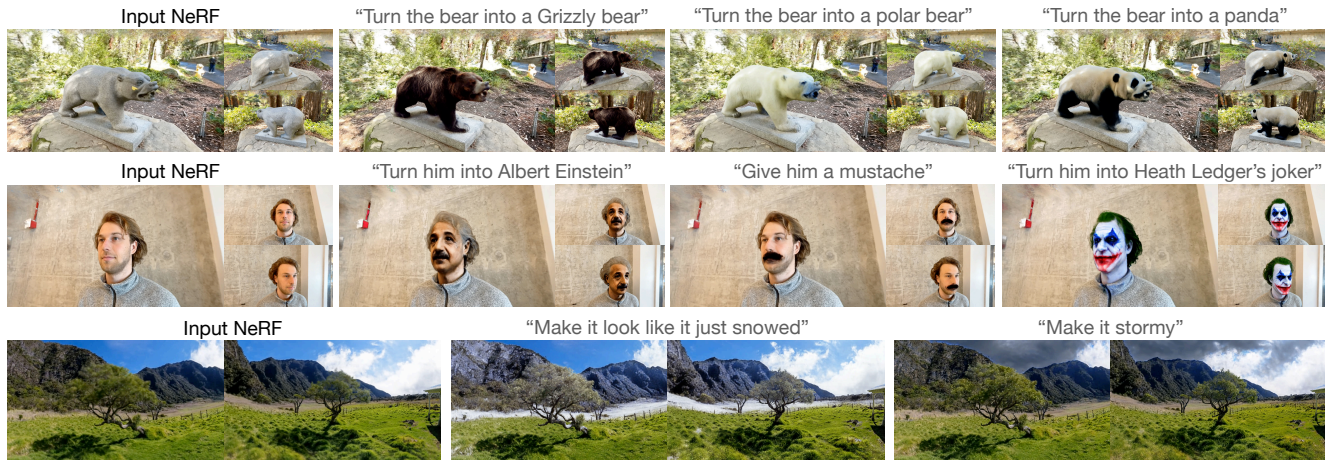 Input NeRF
“Turn the bear into a Grizzly bear”
“Turn the bear into a polar bear”
“Turn the bear into a panda”
Input NeRF
“Turn him into Albert Einstein”
“Give him a mustache”
“Turn him into Heath Ledger’s joker”
Input NeRF
“Make it look like it just snowed”
“Make it stormy”